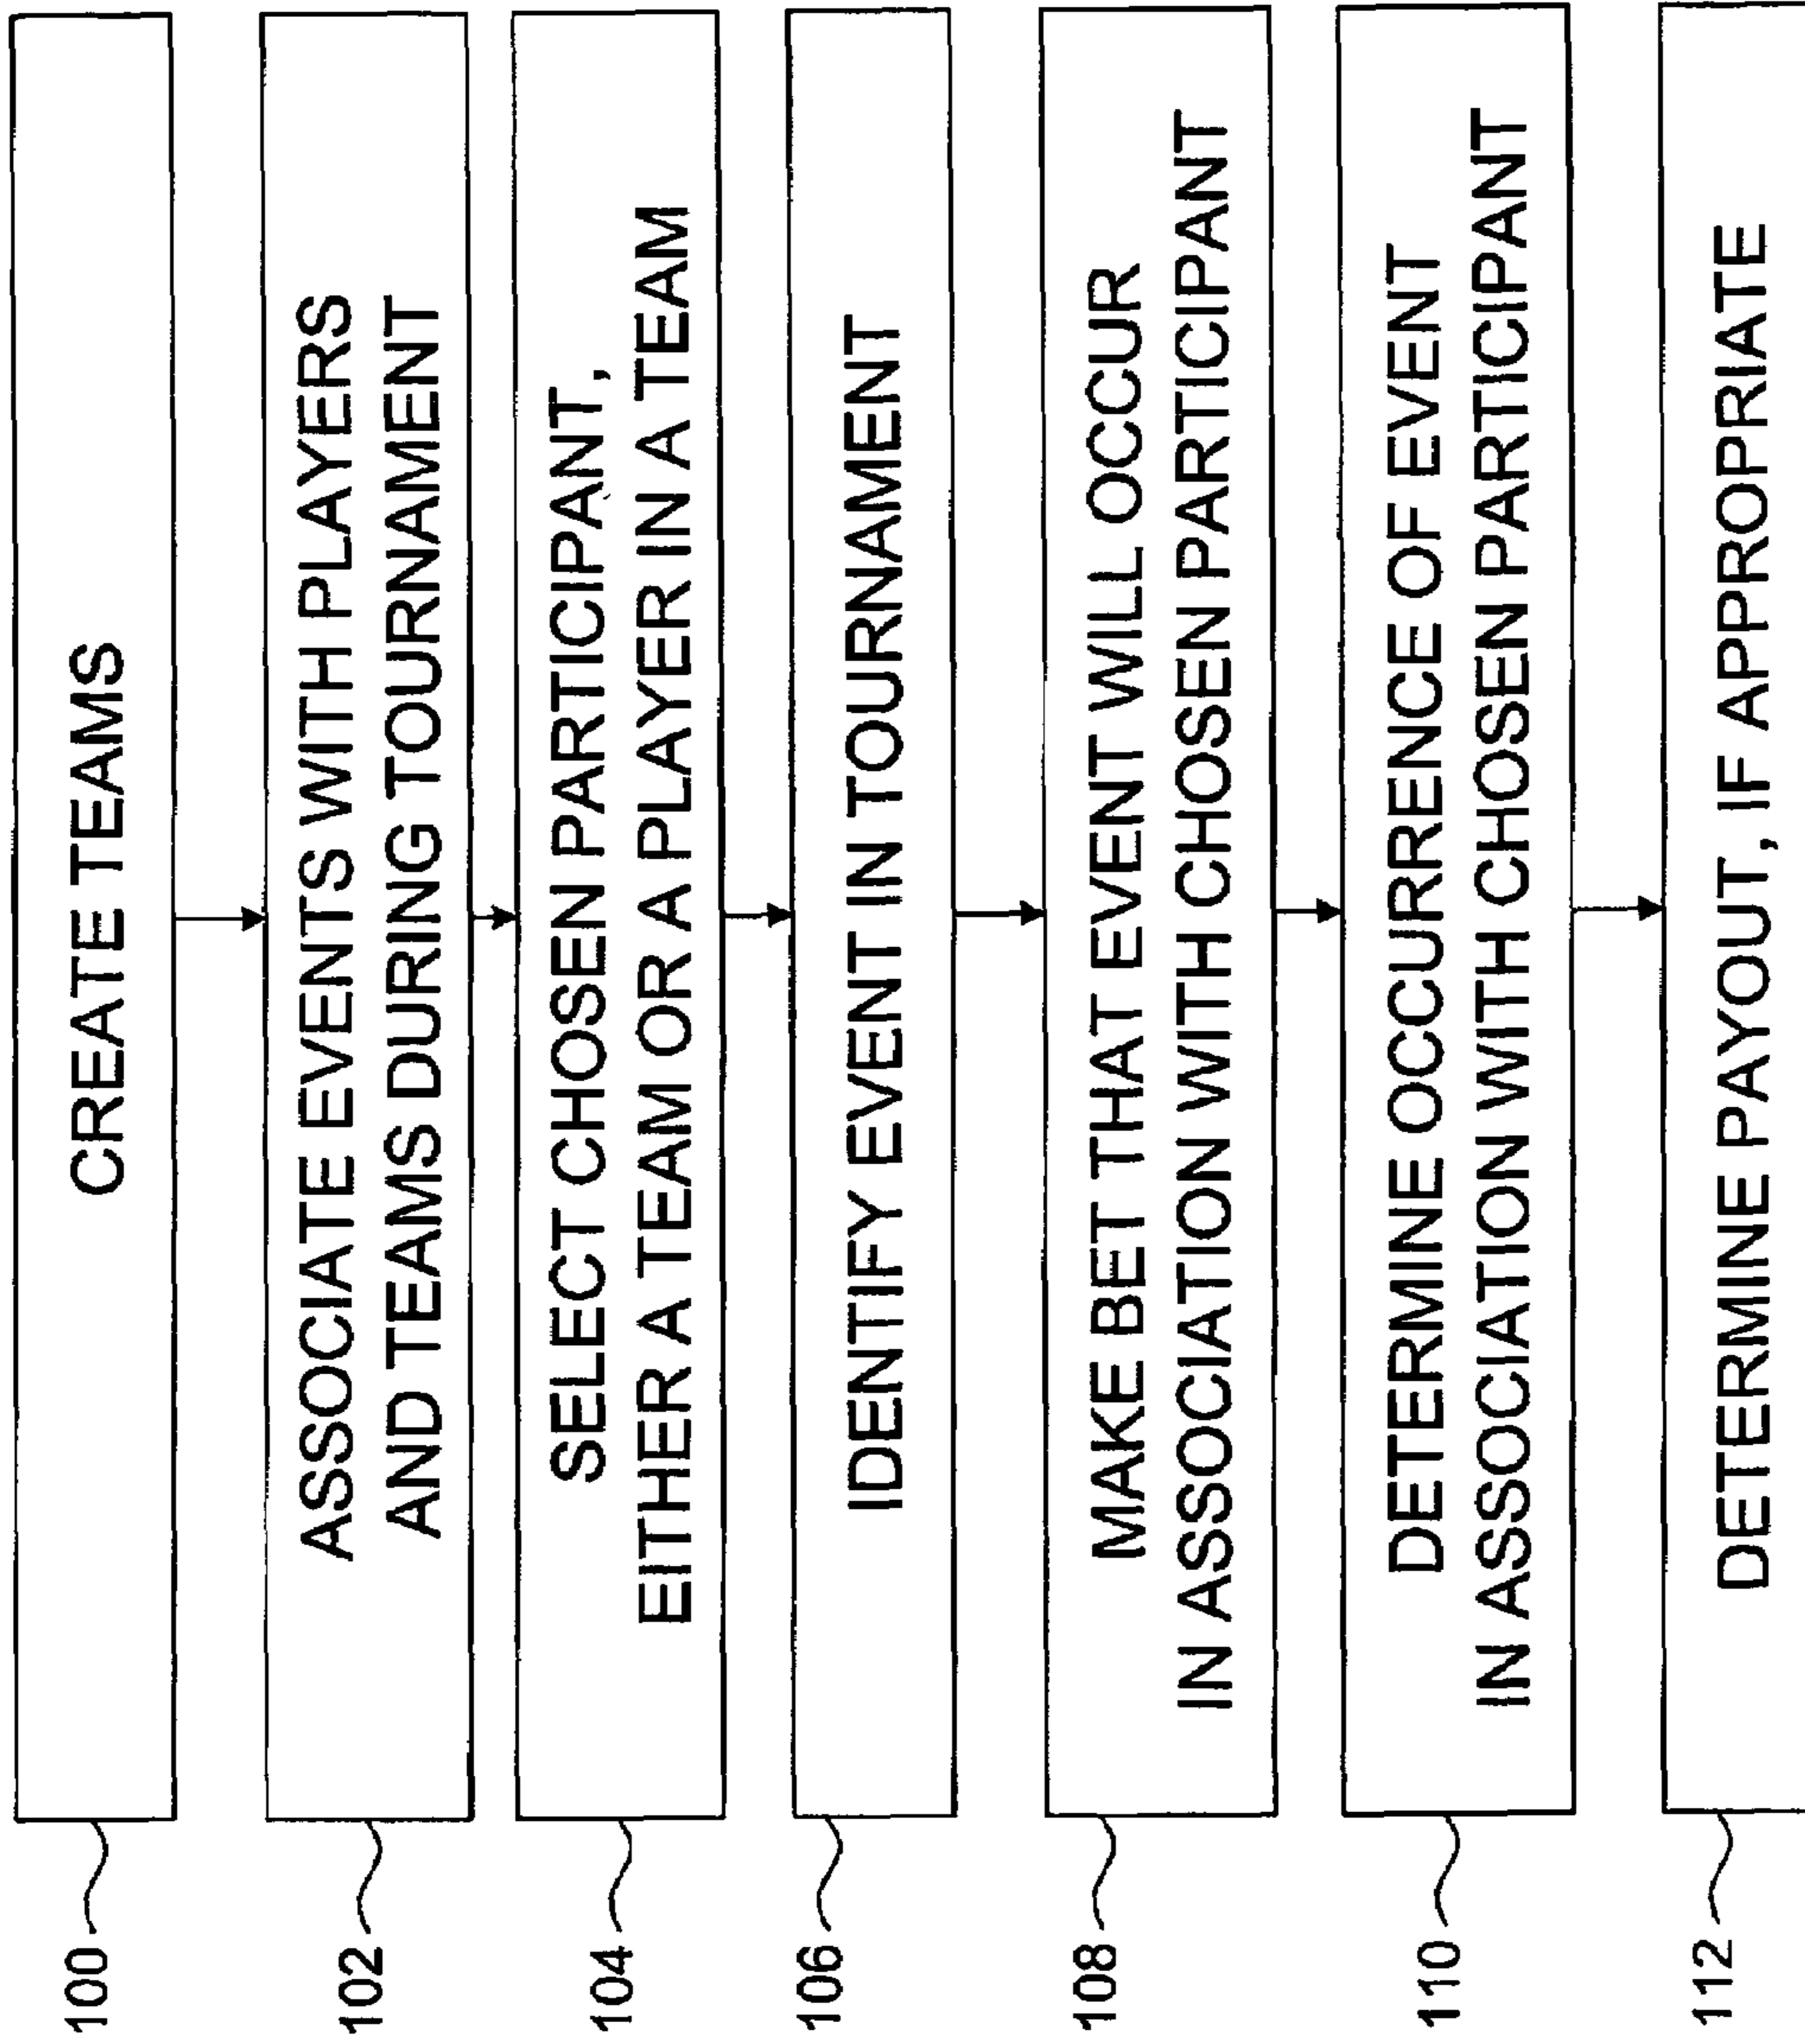 100
CREATE TEAMS
102
ASSOCIATE EVENTS WITH PLAYERS
AND TEAMS DURING TOURNAMENT
104
SELECT CHOSEN PARTICIPANT,
EITHER A TEAM OR A PLAYER IN A TEAM
106
IDENTIFY EVENT IN TOURNAMENT
108
MAKE BET THAT EVENT WILL OCCUR
IN ASSOCIATION WITH CHOSEN PARTICIPANT
110
DETERMINE OCCURRENCE OF EVENT
IN ASSOCIATION WITH CHOSEN PARTICIPANT
112
DETERMINE PAYOUT, IF APPROPRIATE